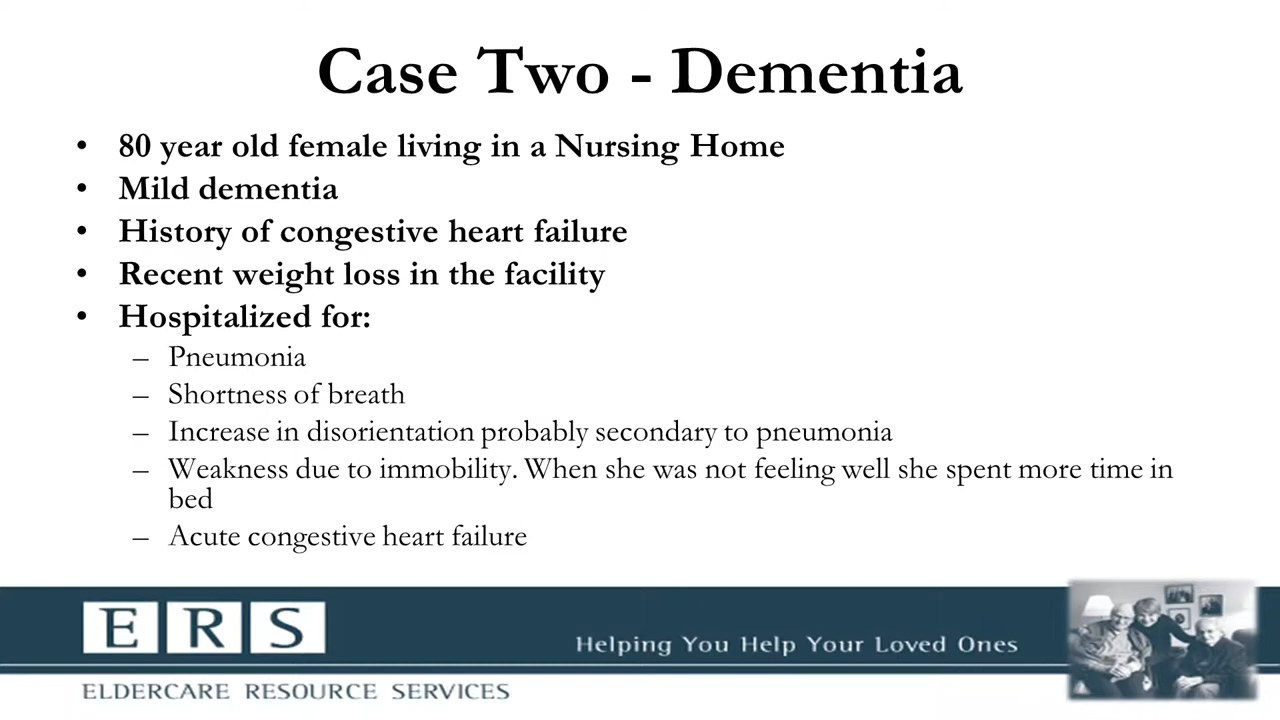 Case Two - Dementia
• 80 year old female living in a Nursing Home
• Mild dementia
• History of congestive heart failure
• Recent weight loss in the facility
• Hospitalized for:
– Pneumonia
– Shortness of breath
– Increase in disorientation probably secondary to pneumonia
– Weakness due to immobility. When she was not feeling well she spent more time in
bed
– Acute congestive heart failure
ERS
Helping You Help Your Loved Ones
ELDERCARE RESOURCE SERVICES